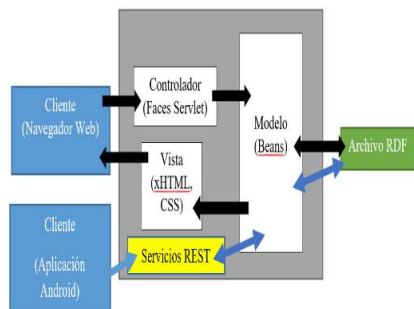 Controlador
(Faces Servlet)
Cliente
(Navegador Web)
Modelo
(Beans)
Archivo RDF
Vista
(xHTML,
CSS)
Cliente
(Aplicación
Android)
Servicios REST